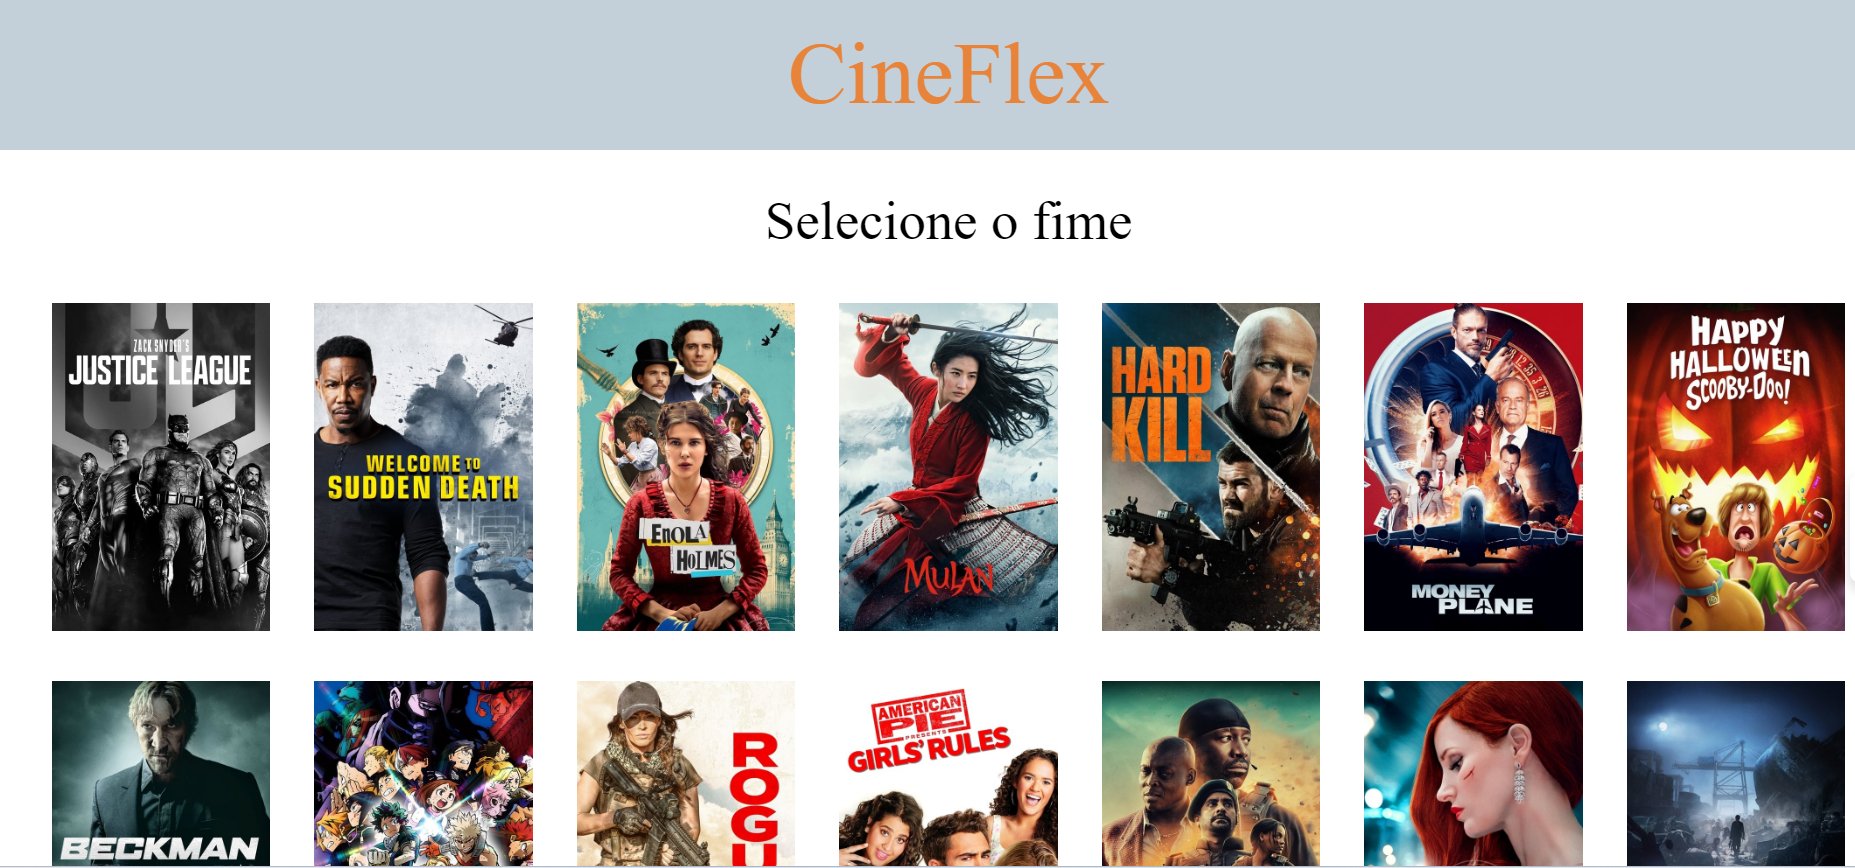 CineFlex
Selecione o fime
ZACK SNYDER'S
JUSTICE LEAGUE
WELCOME TO
SUDDEN DEATH
ENOLA
HOLMES
MULAN
HARD
KILL
MONEY
PLANE
HAPPY
HALLOWEEN
SCOOBY-DOO!
BECKMAN
ROGU
AMERICAN
PIE
PRESENTS
GIRLS' RULES